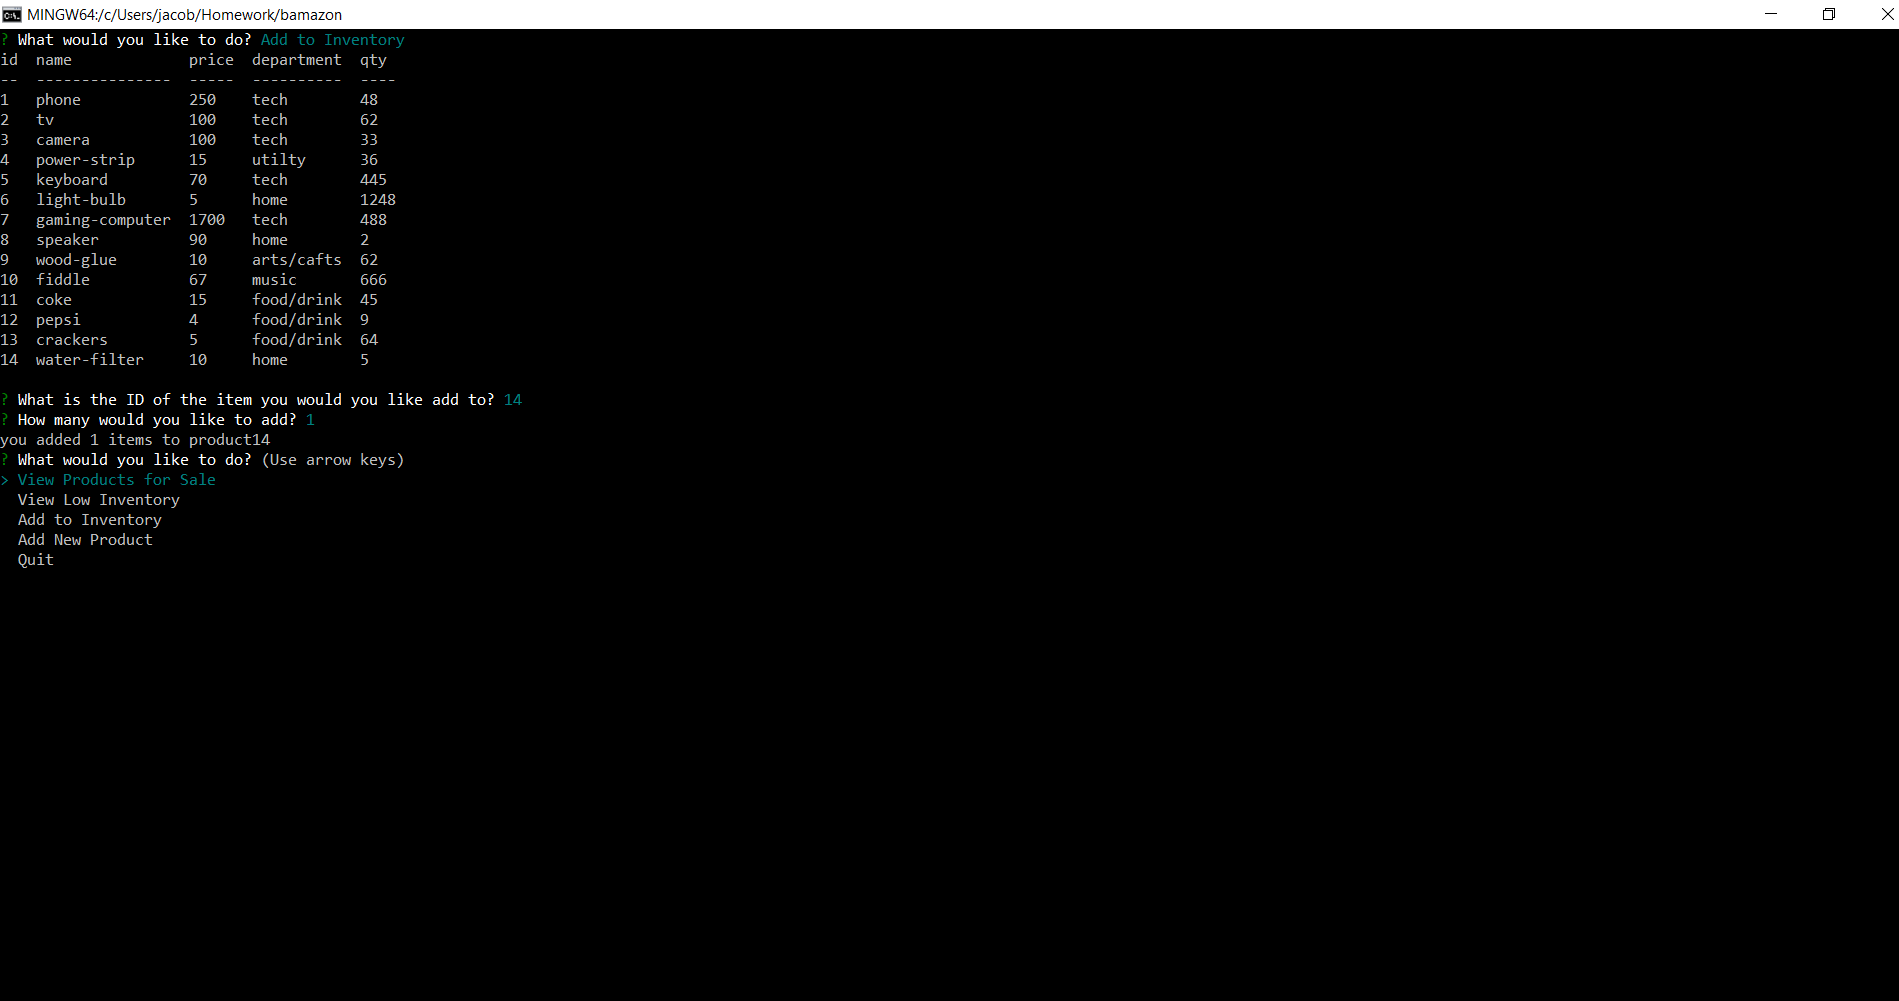 MINGW64:/c/Users/jacob/Homework/bamazon
? What would you like to do? Add to Inventory
id  name             price  department  qty
--  ---------------  -----  ----------  ----
1   phone            250    tech        48
2   tv               100    tech        62
3   camera           100    tech        33
4   power-strip      15     utilty      36
5   keyboard         70     tech        445
6   light-bulb       5      home        1248
7   gaming-computer  1700   tech        488
8   speaker          90     home        2
9   wood-glue        10     arts/cafts  62
10  fiddle           67     music       666
11  coke             15     food/drink  45
12  pepsi            4      food/drink  9
13  crackers         5      food/drink  64
14  water-filter     10     home        5
? What is the ID of the item you would you like add to? 14
? How many would you like to add? 1
you added 1 items to product14
? What would you like to do? (Use arrow keys)
> View Products for Sale
  View Low Inventory
  Add to Inventory
  Add New Product
  Quit